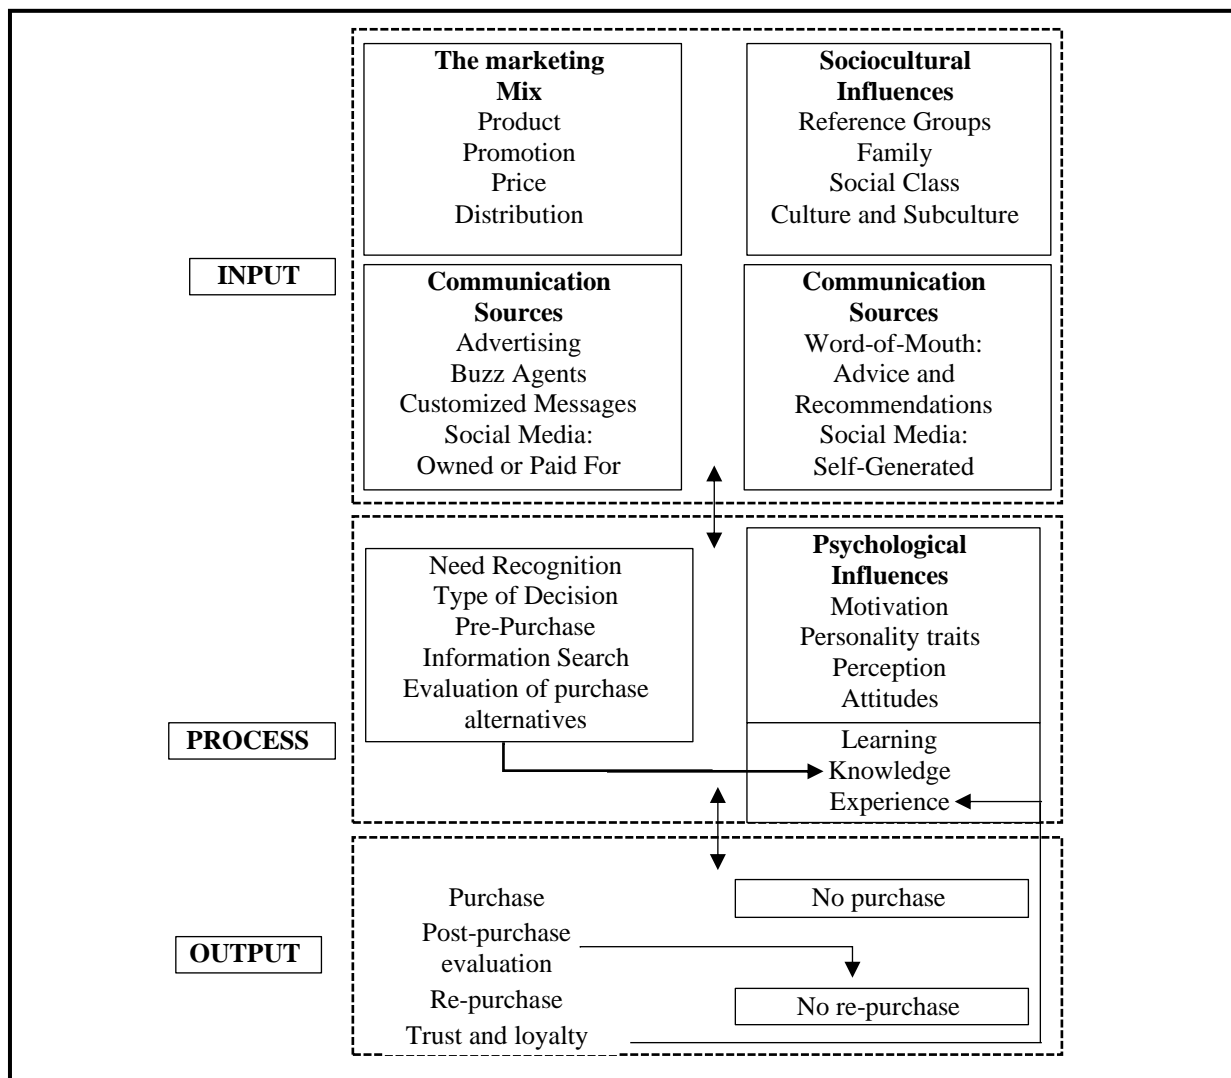 The marketing
Mix
Product
Promotion
Price
Distribution
Sociocultural
Influences
Reference Groups
Family
Social Class
Culture and Subculture
INPUT
Communication
Sources
Advertising
Buzz Agents
Customized Messages
Social Media:
Owned or Paid For
Communication
Sources
Word-of-Mouth:
Advice and
Recommendations
Social Media:
Self-Generated
Need Recognition
Type of Decision
Pre-Purchase
Information Search
Evaluation of purchase
alternatives
Psychological
Influences
Motivation
Personality traits
Perception
Attitudes
PROCESS
Learning
Knowledge
Experience
Purchase
No purchase
Post-purchase
evaluation
OUTPUT
Re-purchase
No re-purchase
Trust and loyalty